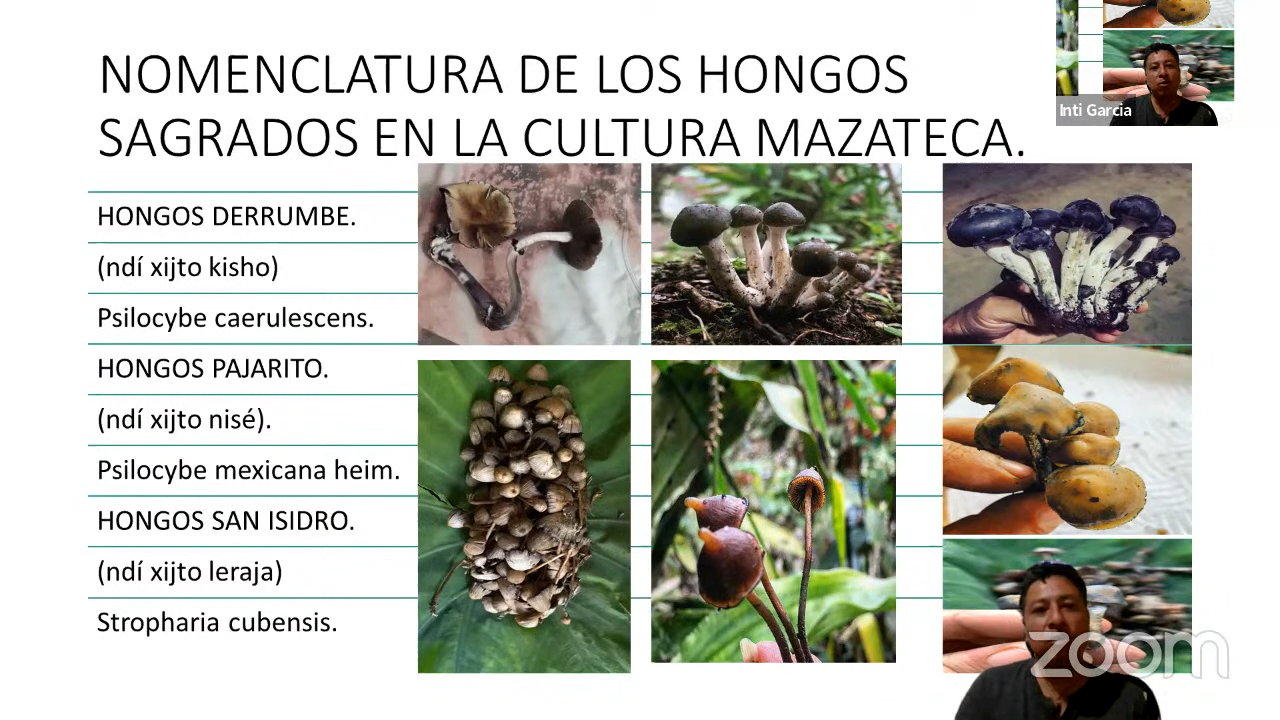 NOMENCLATURA DE LOS HONGOS
SAGRADOS EN LA CULTURA MAZATECA.
Inti García
HONGOS DERRUMBE.
(ndí xijto kisho)
Psilocybe caerulescens.
HONGOS PAJARITO.
(ndí xijto nisé).
Psilocybe mexicana heim.
HONGOS SAN ISIDRO.
(ndí xijto leraja)
Stropharia cubensis.
zoom